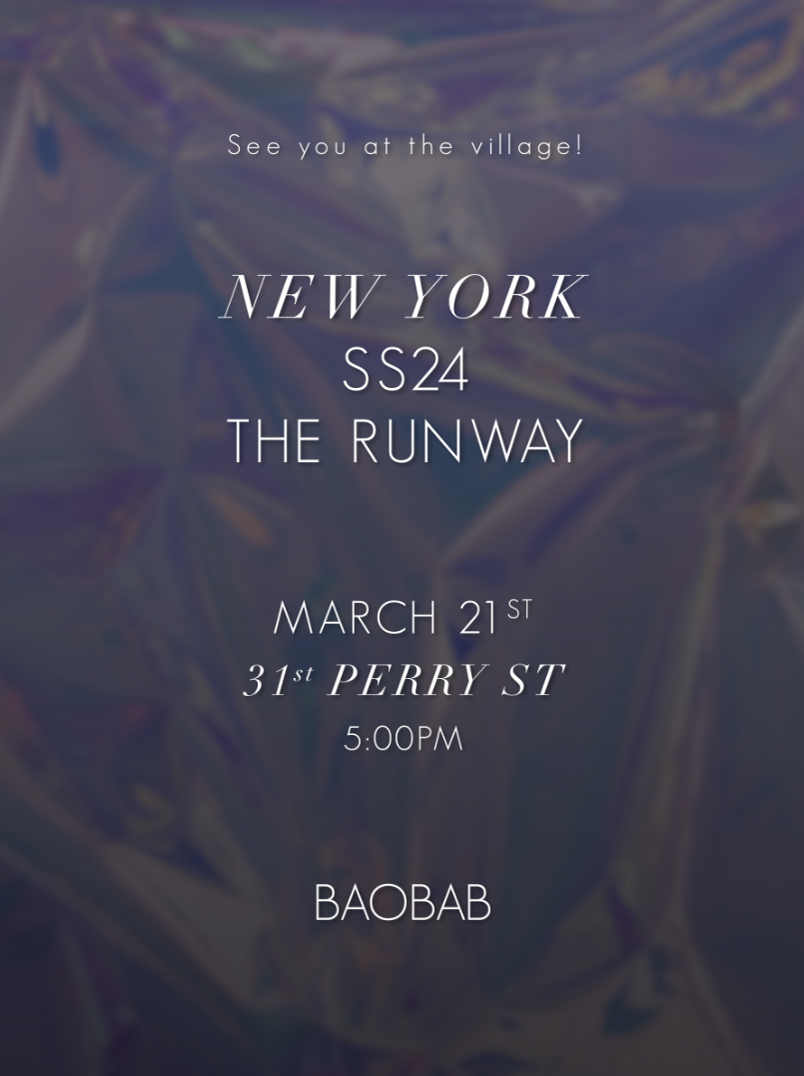 See you at the village!
NEW YORK
SS24
THE RUNWAY
MARCH 21ST
31st PERRY ST
5:00PM
BAOBAB